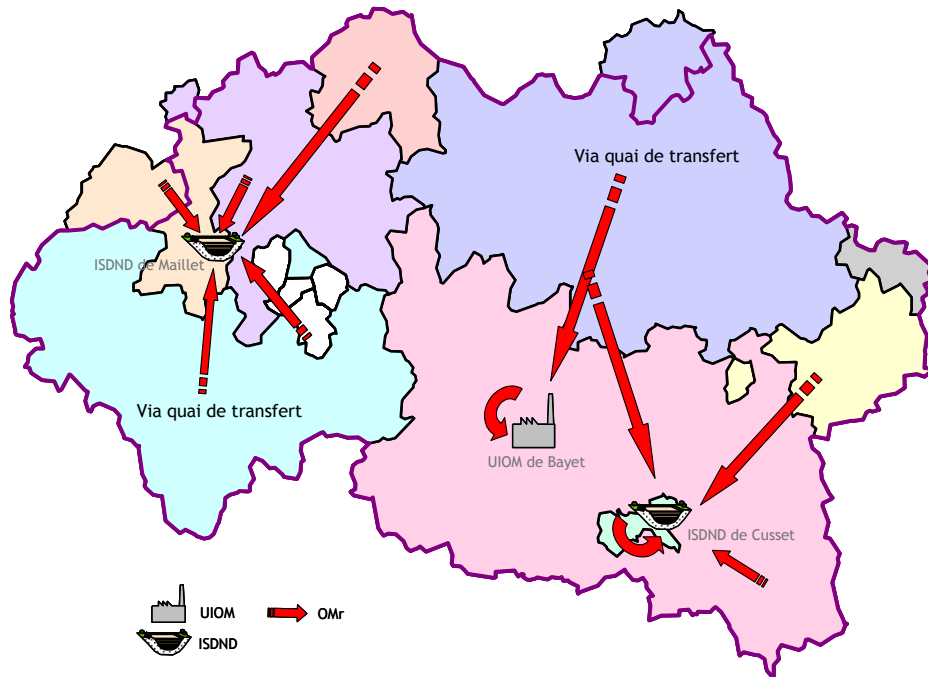 Via quai de transfert
ISDND de Maillet
Via quai de transfert
UIOM de Bayet
ISDND de Cusset
UIOM
OMr
ISDND